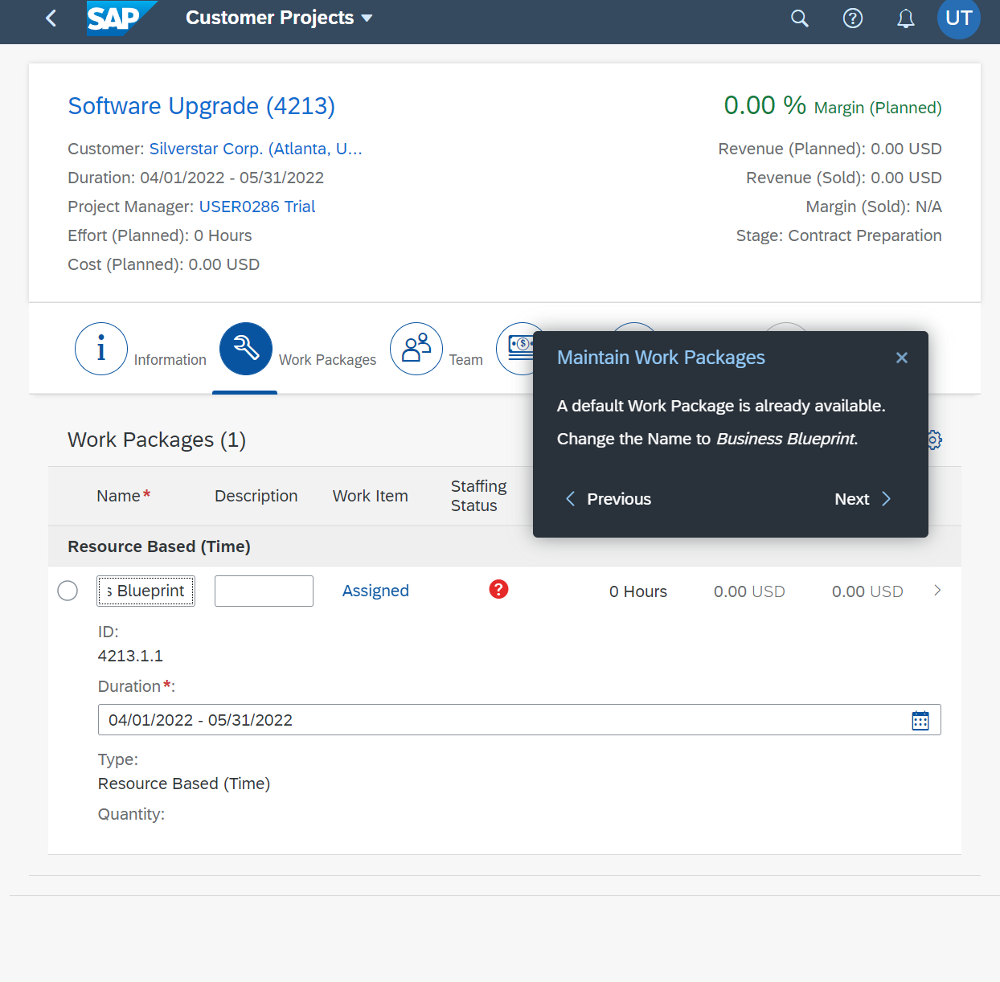 SAP
Customer Projects
UT
Software Upgrade (4213)
0.00 % Margin (Planned)
Customer: Silverstar Corp. (Atlanta, U...
Revenue (Planned): 0.00 USD
Duration: 04/01/2022 - 05/31/2022
Revenue (Sold): 0.00 USD
Project Manager: USER0286 Trial
Margin (Sold): N/A
Effort (Planned): 0 Hours
Stage: Contract Preparation
Cost (Planned): 0.00 USD
Information
Work Packages
Team
Maintain Work Packages
A default Work Package is already available.
Change the Name to Business Blueprint.
Previous
Next
Work Packages (1)
Name*
Description
Work Item
Staffing
Status
Resource Based (Time)
s Blueprint
Assigned
0 Hours
0.00 USD
0.00 USD
ID:
4213.1.1
Duration*:
04/01/2022 - 05/31/2022
Type:
Resource Based (Time)
Quantity: